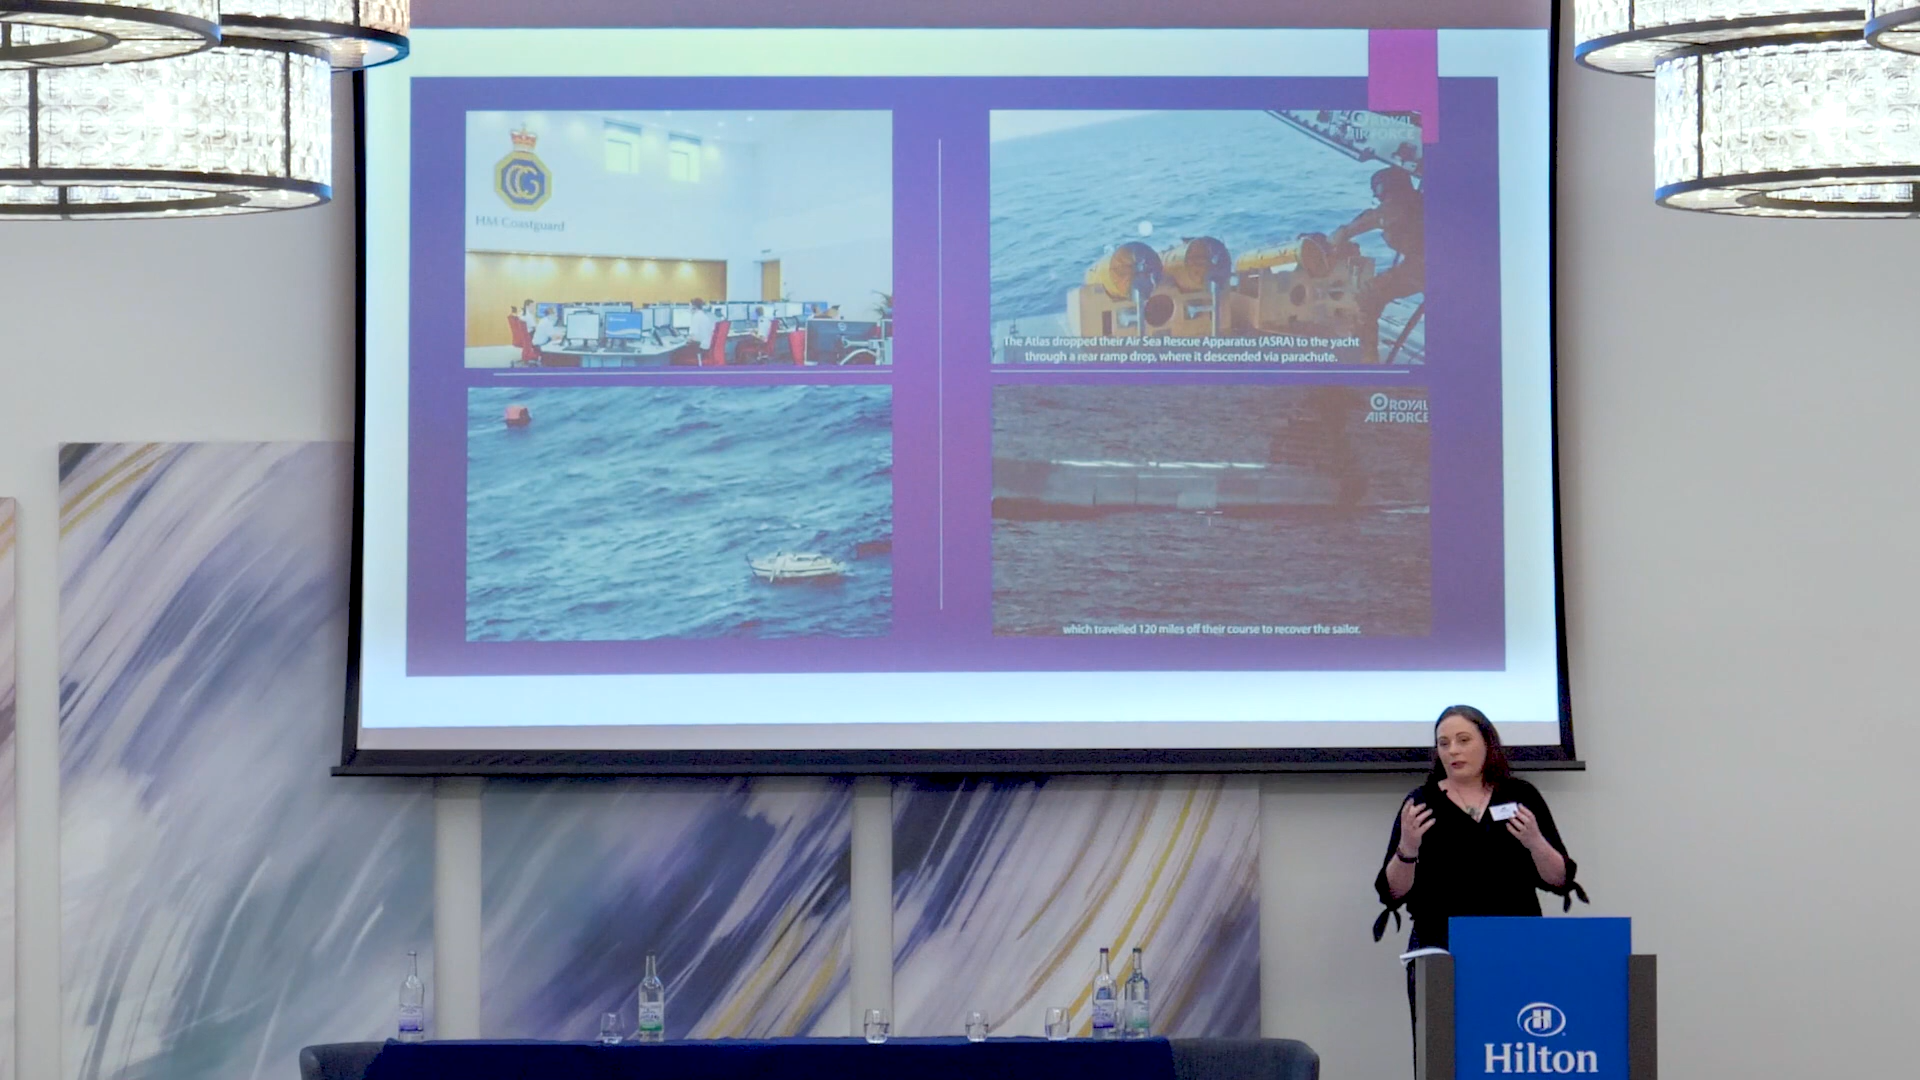 HM Coastguard
ROYAL
AIR FORCE
The Atlas dropped their Air Sea Rescue Apparatus (ASRA) to the yacht
through a rear ramp drop, where it descended via parachute.
ROYAL
AIR FORCE
which travelled 120 miles off their course to recover the sailor.
Hilton